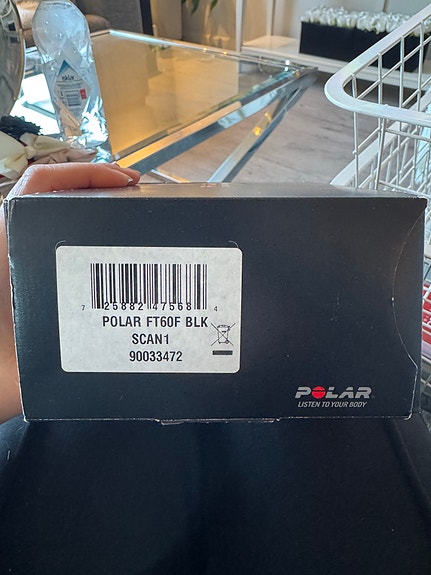 7 25882 47568 4
POLAR FT60F BLK
SCAN1
90033472
POLAR
LISTEN TO YOUR BODY